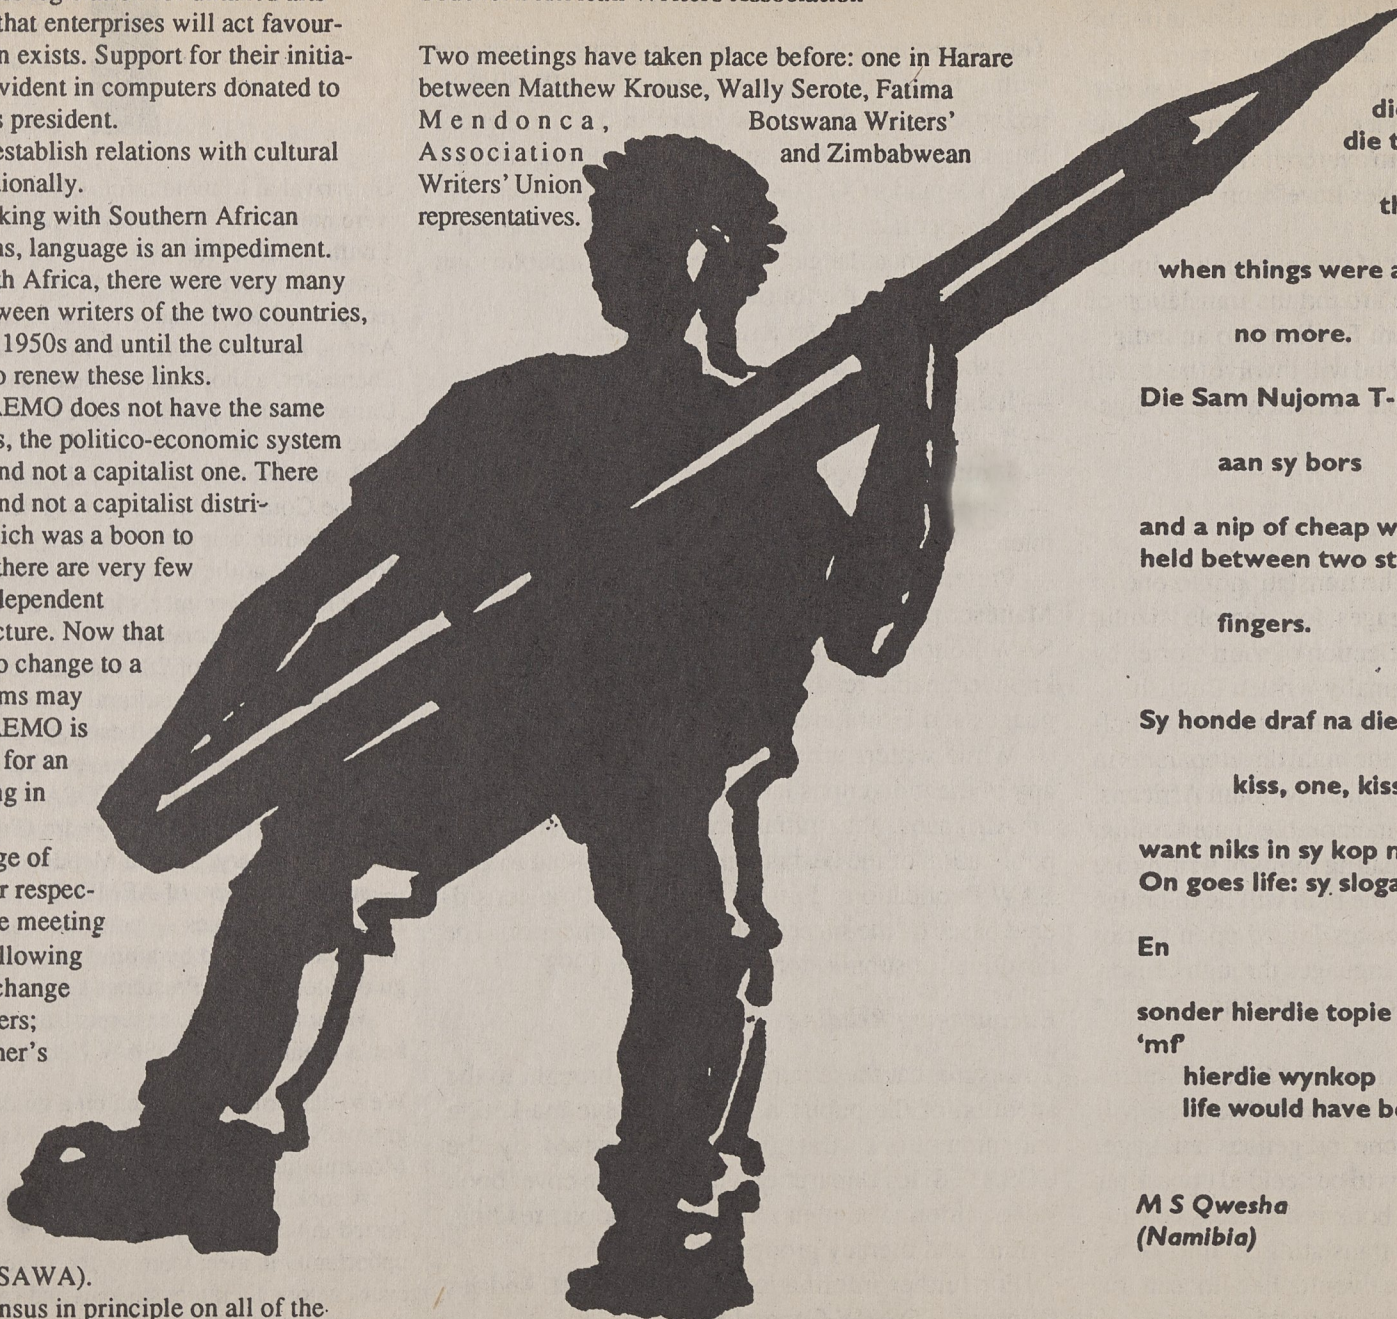 that enterprises will act favour-
n exists. Support for their initia-
vident in computers donated to
s president.
establish relations with cultural
ionally.
king with Southern African
ns, language is an impediment.
h Africa, there were very many
ween writers of the two countries,
1950s and until the cultural
o renew these links.
EMO does not have the same
s, the politico-economic system
nd not a capitalist one. There
nd not a capitalist distri-
ich was a boon to
there are very few
dependent
cture. Now that
o change to a
ms may
EMO is
for an
ng in
ge of
r respec-
e meeting
llowing
change
ers;
ner's
SAWA).
nsus in principle on all of the
Two meetings have taken place before: one in Harare
between Matthew Krouse, Wally Serote, Fatima
Mendonca, Botswana Writers'
Association and Zimbabwean
Writers' Union
representatives.
die t
th
when things were a
no more.
Die Sam Nujoma T-
aan sy bors
and a nip of cheap w
held between two st
fingers.
Sy honde draf na die
kiss, one, kiss
want niks in sy kop n
On goes life: sy sloga
En
sonder hierdie topie
'mf'
hierdie wynkop
life would have be
M S Qwesha
(Namibia)